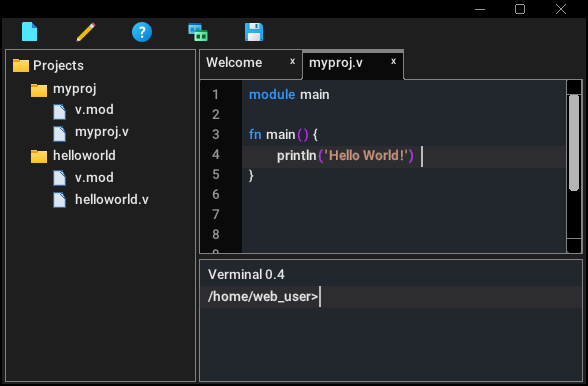 ?
Projects
myproj
v.mod
myproj.v
helloworld
v.mod
helloworld.v
Welcome x myproj.v x
1 module main
2
3 fn main() {
4 println('Hello World!')
5 }
6
7
8
Verminal 0.4
/home/web_user>